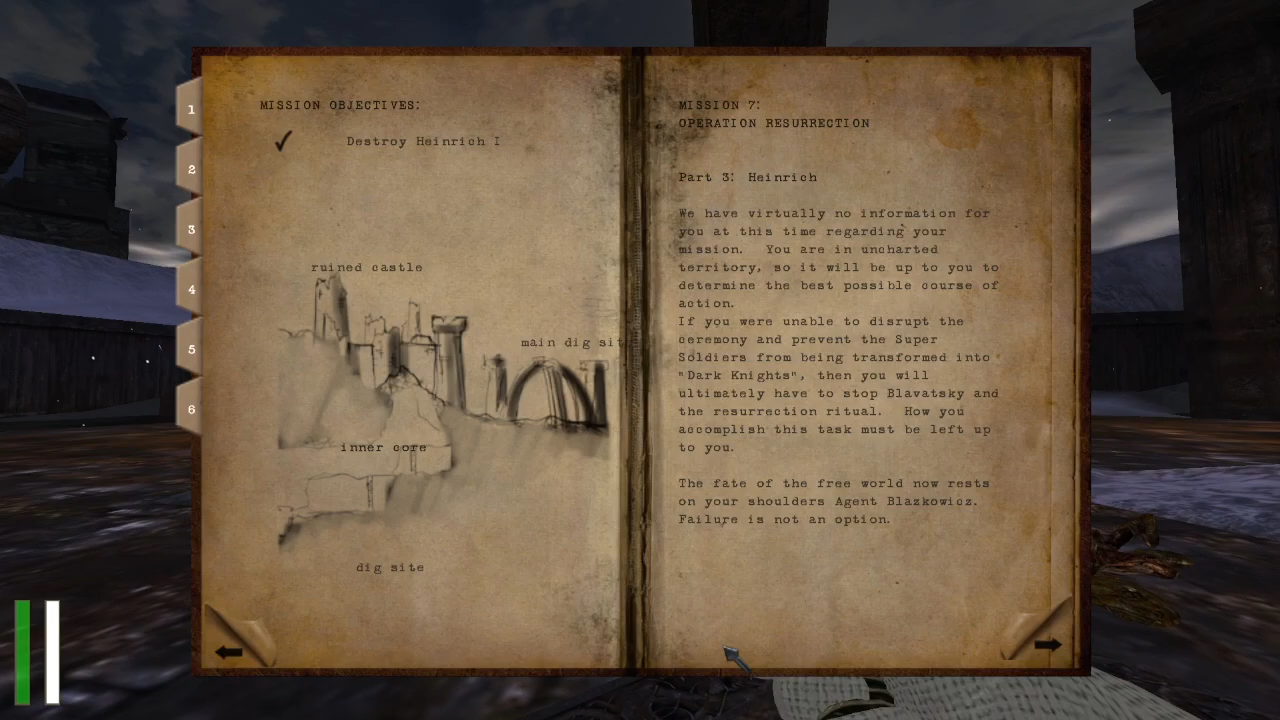 MISSION OBJECTIVES:
Destroy Heinrich I
ruined castle
main dig sit
inner core
dig site
1
2
3
4
5
6
MISSION 7:
OPERATION RESURRECTION
Part 3: Heinrich
We have virtually no information for
you at this time regarding your
mission.  You are in uncharted
territory, so it will be up to you to
determine the best possible course of
action.
If you were unable to disrupt the
ceremony and prevent the Super
Soldiers from being transformed into
"Dark Knights", then you will
ultimately have to stop Blavatsky and
the resurrection ritual.  How you
accomplish this task must be left up
to you.
The fate of the free world now rests
on your shoulders Agent Blazkowicz.
Failure is not an option.